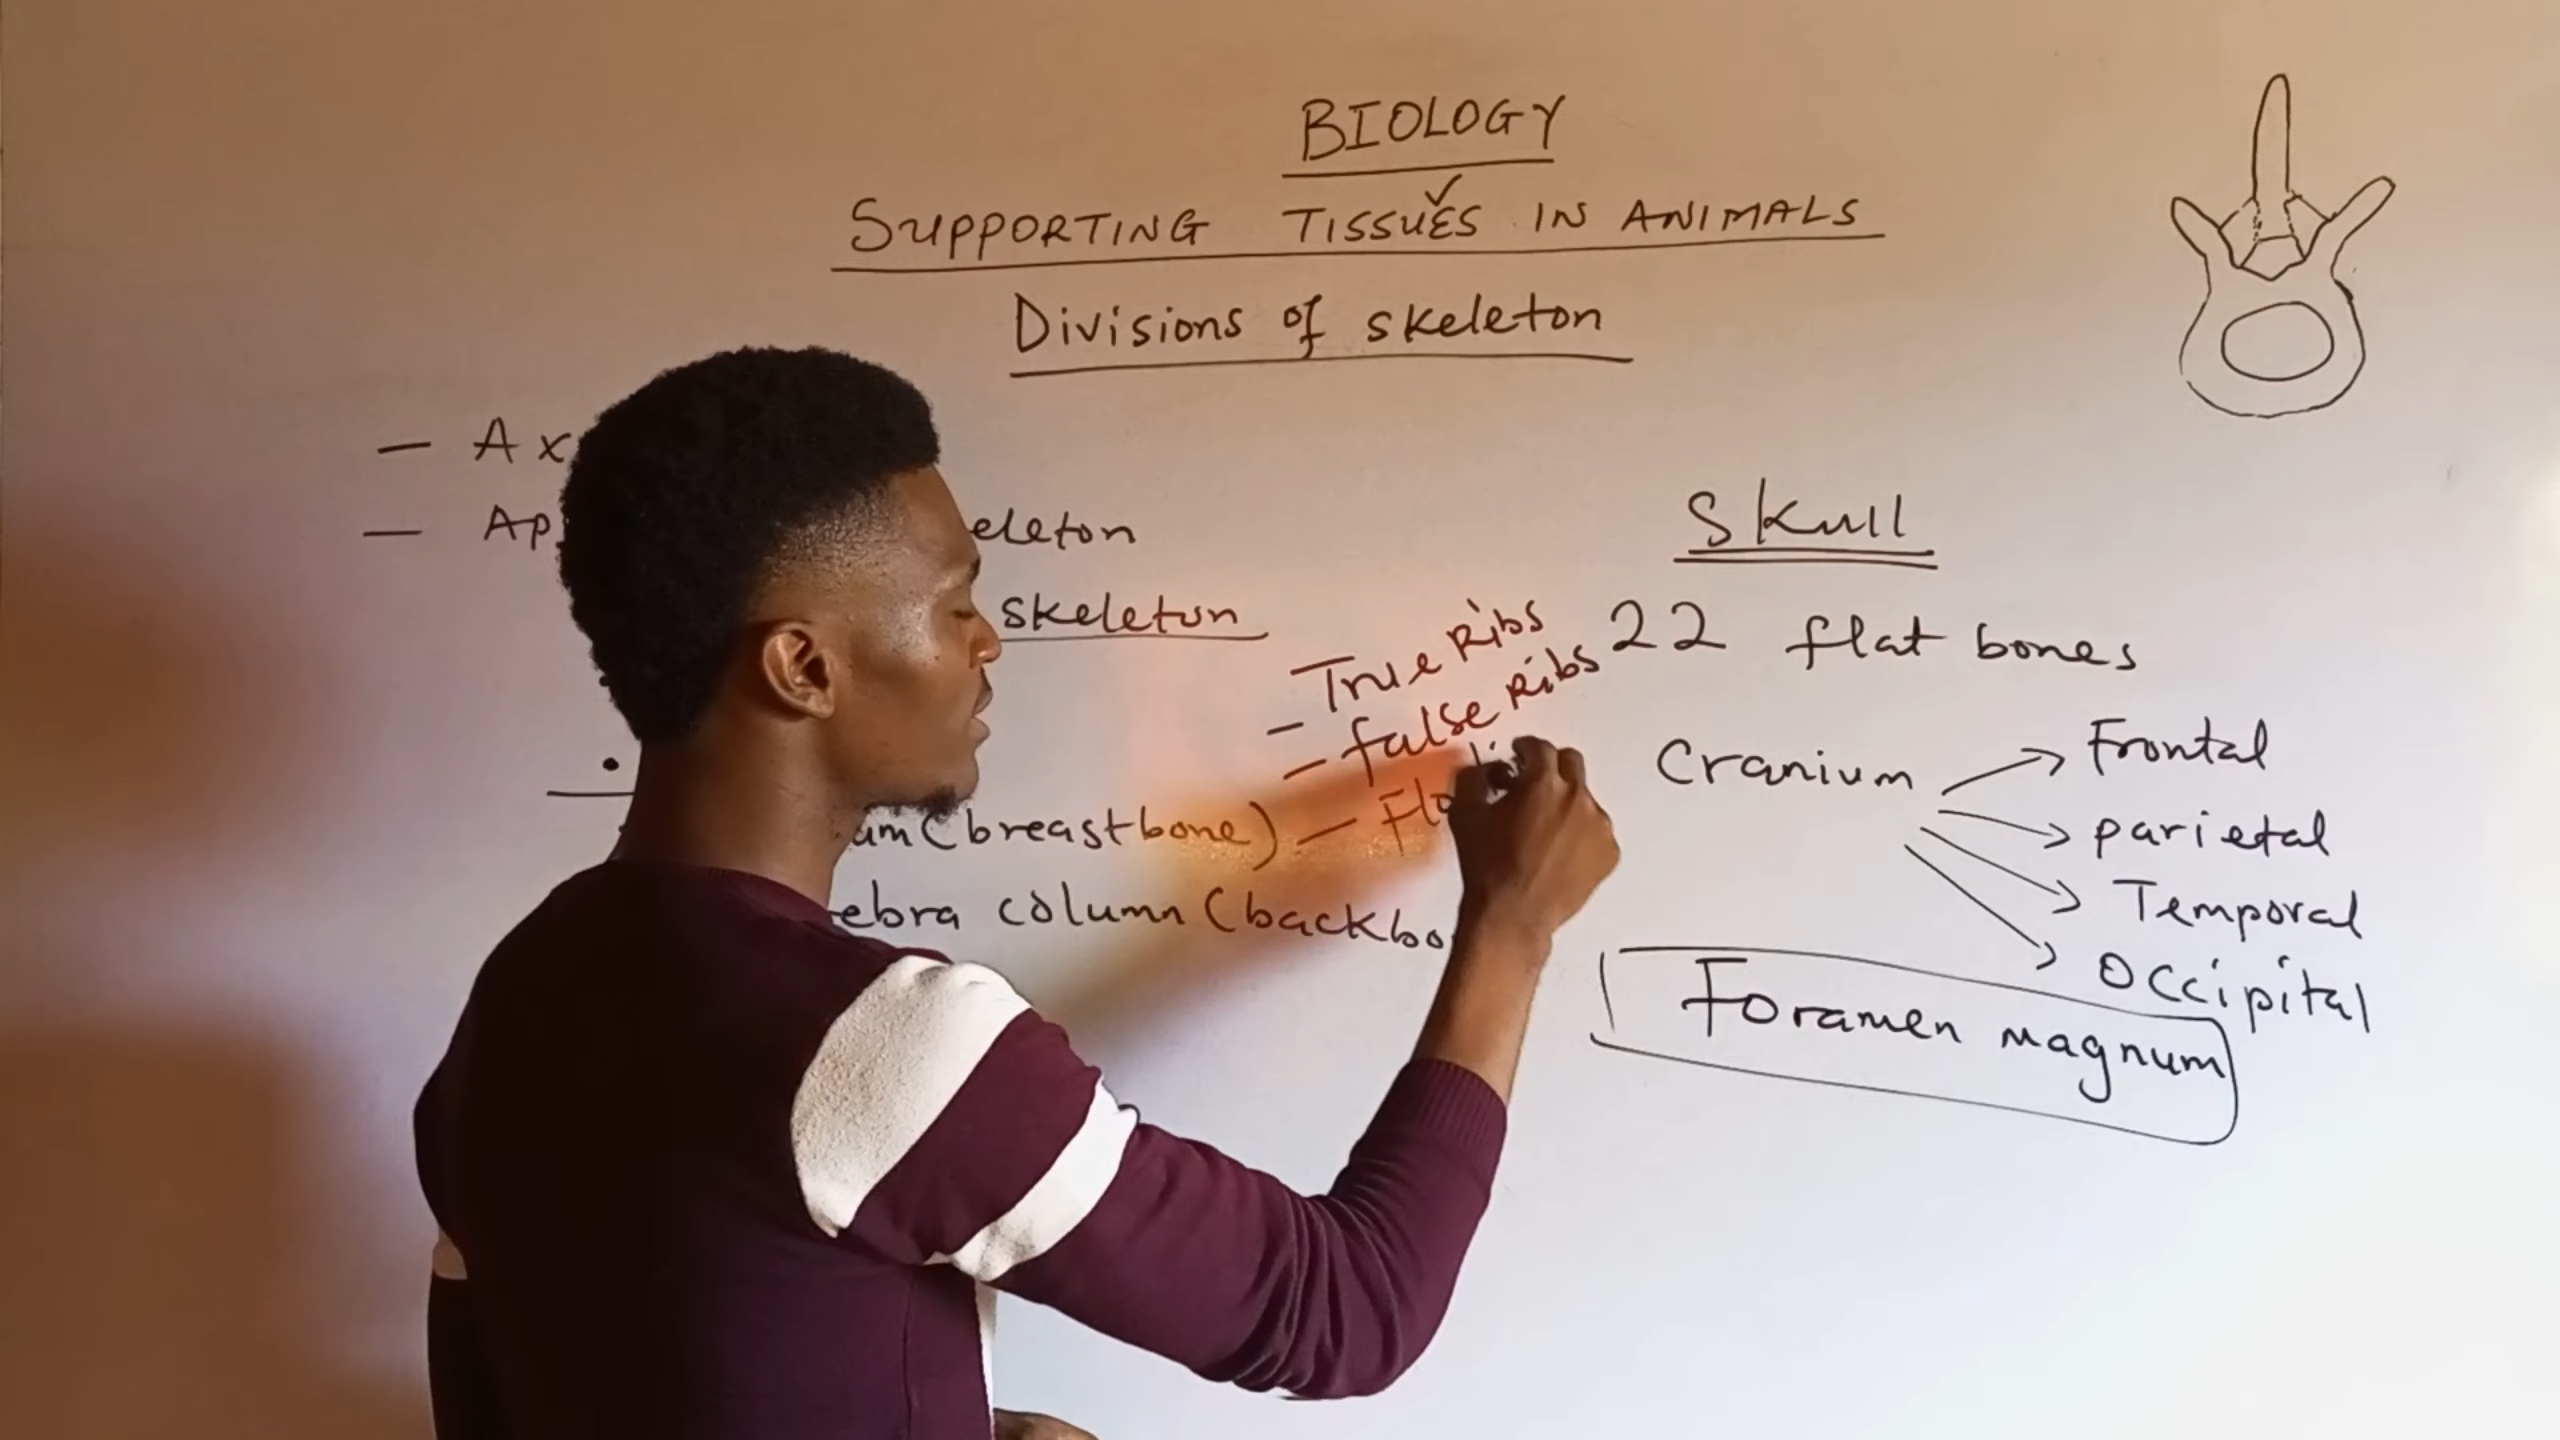 BIOLOGY
SUPPORTING TISSUES IN ANIMALS
Divisions of skeleton
— Ax
— Ap eleton
skeleton
um (breastbone)
ebra column (backbo
- True Ribs
- false Ribs
- Flo
Skull
22 flat bones
Cranium
Frontal
parietal
Temporal
Occipital
Foramen magnum